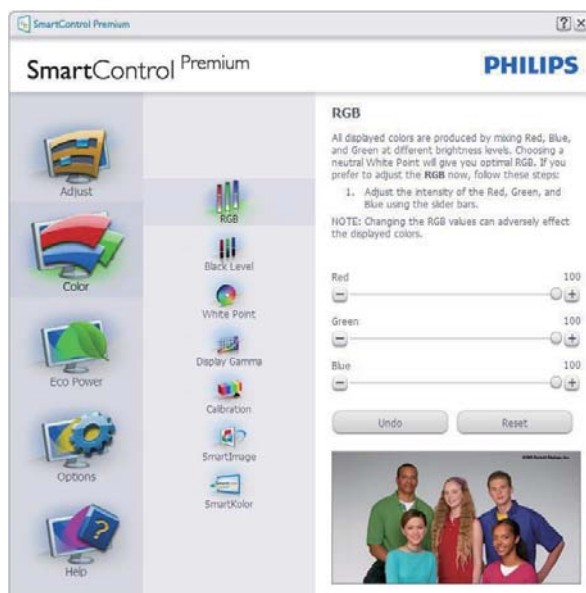 SmartControl Premium
SmartControl Premium
PHILIPS
Adjust
Color
Eco Power
Options
Help
RGB
Black Level
White Point
Display Gamma
Calibration
SmartImage
SmartKolor
RGB
All displayed colors are produced by mixing Red, Blue,
and Green at different brightness levels. Choosing a
neutral White Point will give you optimal RGB. If you
prefer to adjust the RGB now, follow these steps:
1. Adjust the intensity of the Red, Green, and
Blue using the slider bars.
NOTE: Changing the RGB values can adversely effect
the displayed colors.
Red 100
Green 100
Blue 100
Undo Reset